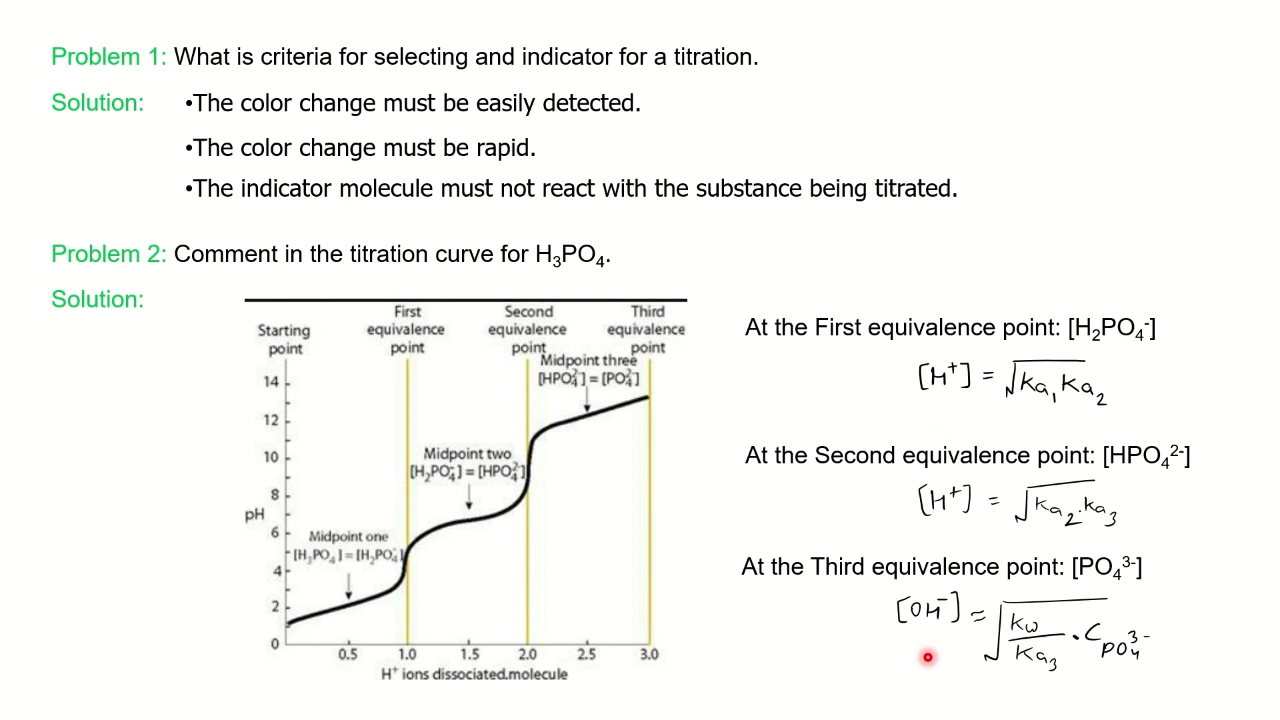 Problem 1: What is criteria for selecting and indicator for a titration.
Solution: •The color change must be easily detected.
•The color change must be rapid.
•The indicator molecule must not react with the substance being titrated.
Problem 2: Comment in the titration curve for H₃PO₄.
Solution:
Starting point
First equivalence point
Second equivalence point
Third equivalence point
Midpoint three
[HPO₄²⁻] = [PO₄³⁻]
Midpoint two
[H₂PO₄⁻] = [HPO₄²⁻]
Midpoint one
[H₃PO₄] = [H₂PO₄⁻]
14
12
10
8
pH
6
4
2
0
0.5 1.0 1.5 2.0 2.5 3.0
H⁺ ions dissociated.molecule
At the First equivalence point: [H₂PO₄⁻]
[H⁺] = √Ka₁ Ka₂
At the Second equivalence point: [HPO₄²⁻]
[H⁺] = √Ka₂.Ka₃
At the Third equivalence point: [PO₄³⁻]
[OH⁻] = √Kw/Ka₃ · C PO₄³⁻